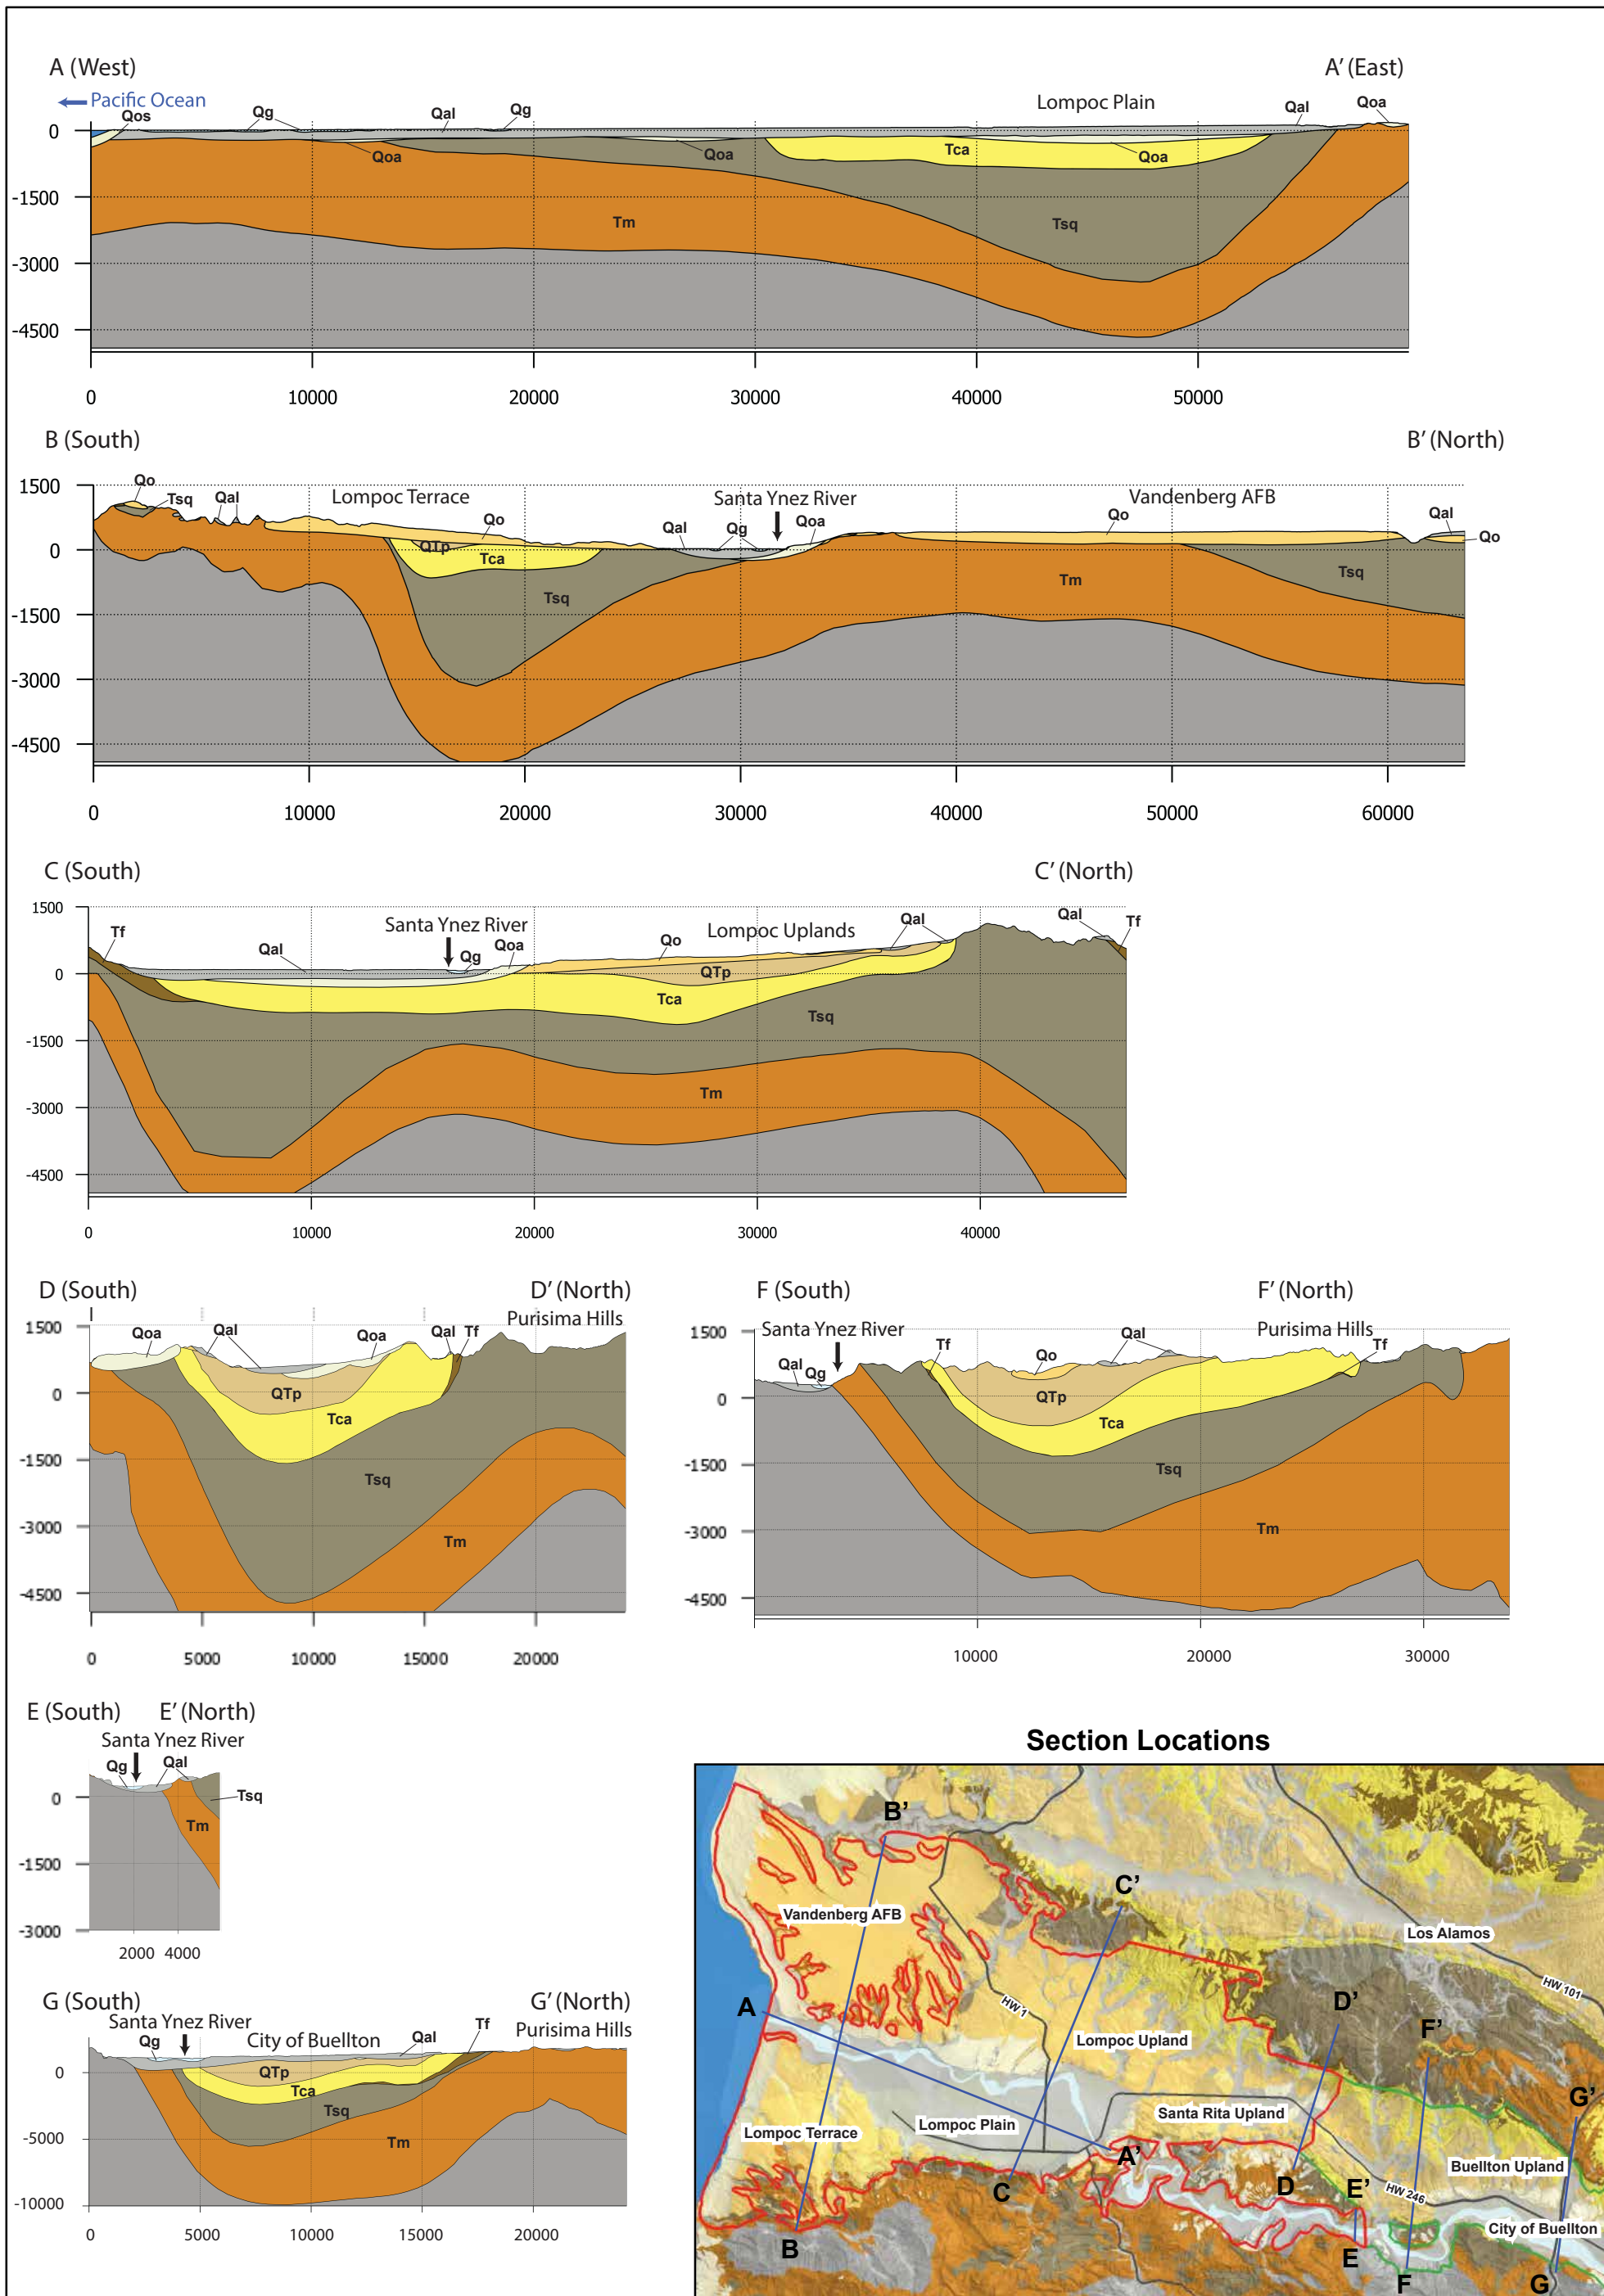 A (West)
A’ (East)
Pacific Ocean
Lompoc Plain
Qos
Qg
Qal
Qg
Qal
Qoa
0
Qoa
Qoa
Tca
Qoa
-1500
Tm
Tsq
-3000
-4500
0 10000 20000 30000 40000 50000
B (South)
B’ (North)
1500
Qo
Tsq
Qal
Lompoc Terrace
Santa Ynez River
Vandenberg AFB
Qo
Qal
Qg
Qoa
Qo
Qal
Qo
0
QTp
Tca
Tsq
Tm
Tsq
-1500
-3000
-4500
0 10000 20000 30000 40000 50000 60000
C (South)
C’ (North)
1500
Tf
Qal
Santa Ynez River
Qg
Qoa
Qo
Lompoc Uplands
Qal
Qal
Tf
0
QTp
Tca
Tsq
-1500
Tm
-3000
-4500
0 10000 20000 30000 40000
D (South)
D’ (North)
Purisima Hills
1500
Qoa
Qal
Qoa
Qal
Tf
0
QTp
Tca
-1500
Tsq
-3000
Tm
-4500
0 5000 10000 15000 20000
F (South)
F’ (North)
1500
Santa Ynez River
Purisima Hills
Qal
Qg
Tf
Qo
Qal
Tf
0
QTp
Tca
-1500
Tsq
-3000
Tm
-4500
10000 20000 30000
E (South)
E’ (North)
Santa Ynez River
Qg
Qal
0
Tsq
Tm
-1500
-3000
2000 4000
G (South)
G’ (North)
Santa Ynez River
City of Buellton
Purisima Hills
Qg
Qal
Tf
0
QTp
Tca
Tsq
-5000
Tm
-10000
0 5000 10000 15000 20000
Section Locations
B’
C’
Vandenberg AFB
Los Alamos
HW 101
A
HW 1
D’
F’
Lompoc Upland
G’
Santa Rita Upland
Lompoc Plain
Lompoc Terrace
A’
Buellton Upland
C
D
E’
HW 246
City of Buellton
B
E
F
G